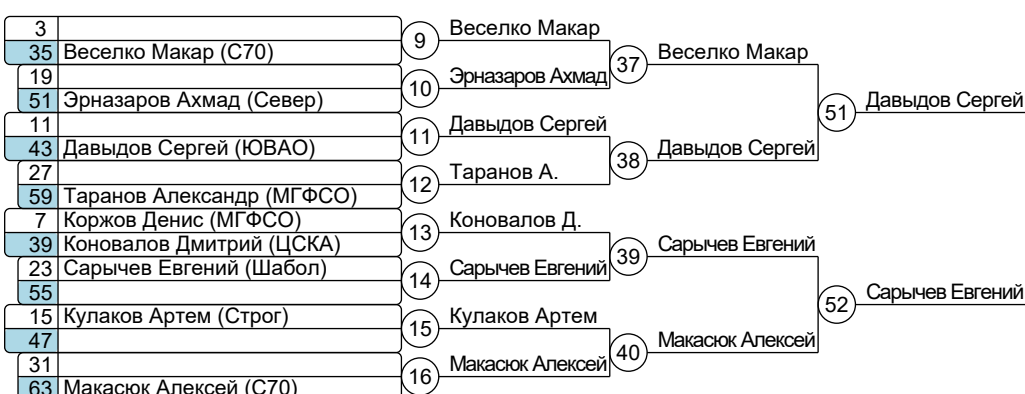 3
35 Веселко Макар (С70)
9 Веселко Макар
19
51 Эрназаров Ахмад (Север)
10 Эрназаров Ахмад
37 Веселко Макар
11
43 Давыдов Сергей (ЮВАО)
11 Давыдов Сергей
27
59 Таранов Александр (МГФСО)
12 Таранов А.
38 Давыдов Сергей
51 Давыдов Сергей
7 Коржов Денис (МГФСО)
39 Коновалов Дмитрий (ЦСКА)
13 Коновалов Д.
23 Сарычев Евгений (Шабол)
55
14 Сарычев Евгений
39 Сарычев Евгений
15 Кулаков Артем (Строг)
47
15 Кулаков Артем
31
63 Макасюк Алексей (С70)
16 Макасюк Алексей
40 Макасюк Алексей
52 Сарычев Евгений